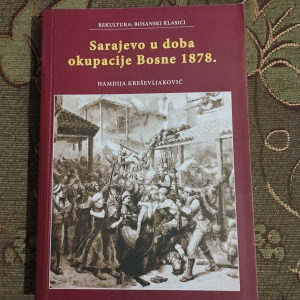 REKULTURA: BOSANSKI KLASICI
Sarajevo u doba
okupacije Bosne 1878.
HAMDIJA KREŠEVLJAKOVIĆ